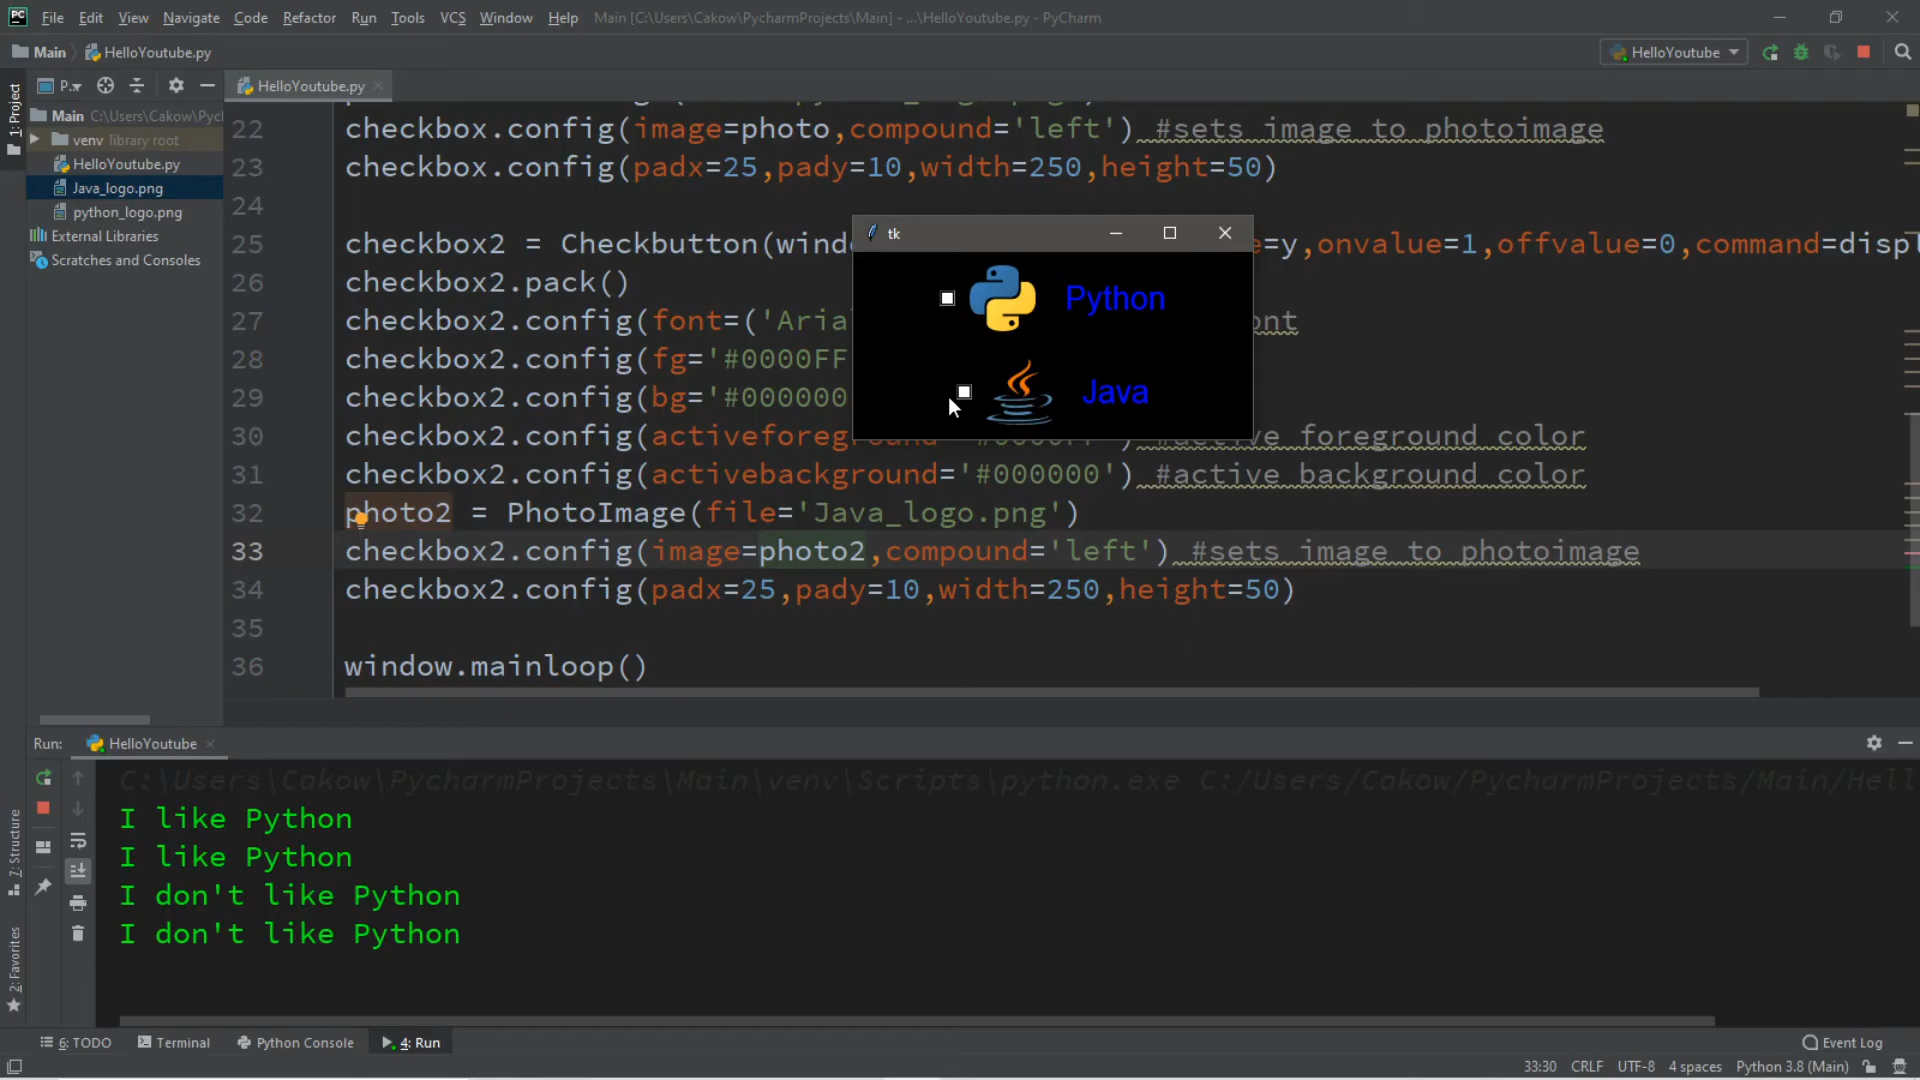 File Edit View Navigate Code Refactor Run Tools VCS Window Help Main [C:\Users\Cakow\PycharmProjects\Main] - ...\HelloYoutube.py - PyCharm
Main HelloYoutube.py HelloYoutube
1: Project P.. HelloYoutube.py
Main C:\Users\Cakow\Pyc
venv library root
HelloYoutube.py
Java_logo.png
python_logo.png
External Libraries
Scratches and Consoles
22 checkbox.config(image=photo,compound='left') #sets image to photoimage
23 checkbox.config(padx=25,pady=10,width=250,height=50)
24
25 checkbox2 = Checkbutton(wind =y,onvalue=1,offvalue=0,command=displ
26 checkbox2.pack()
27 checkbox2.config(font=('Aria ont
28 checkbox2.config(fg='#0000FF
29 checkbox2.config(bg='#000000
30 checkbox2.config(activeforeground='#0000FF') #active foreground color
31 checkbox2.config(activebackground='#000000') #active background color
32 photo2 = PhotoImage(file='Java_logo.png')
33 checkbox2.config(image=photo2,compound='left') #sets image to photoimage
34 checkbox2.config(padx=25,pady=10,width=250,height=50)
35
36 window.mainloop()
tk
Python
Java
Run: HelloYoutube
C:\Users\Cakow\PycharmProjects\Main\venv\Scripts\python.exe C:/Users/Cakow/PycharmProjects/Main/Hell
I like Python
I like Python
I don't like Python
I don't like Python
7: Structure
2: Favorites
6: TODO Terminal Python Console 4: Run Event Log
33:30 CRLF UTF-8 4 spaces Python 3.8 (Main)